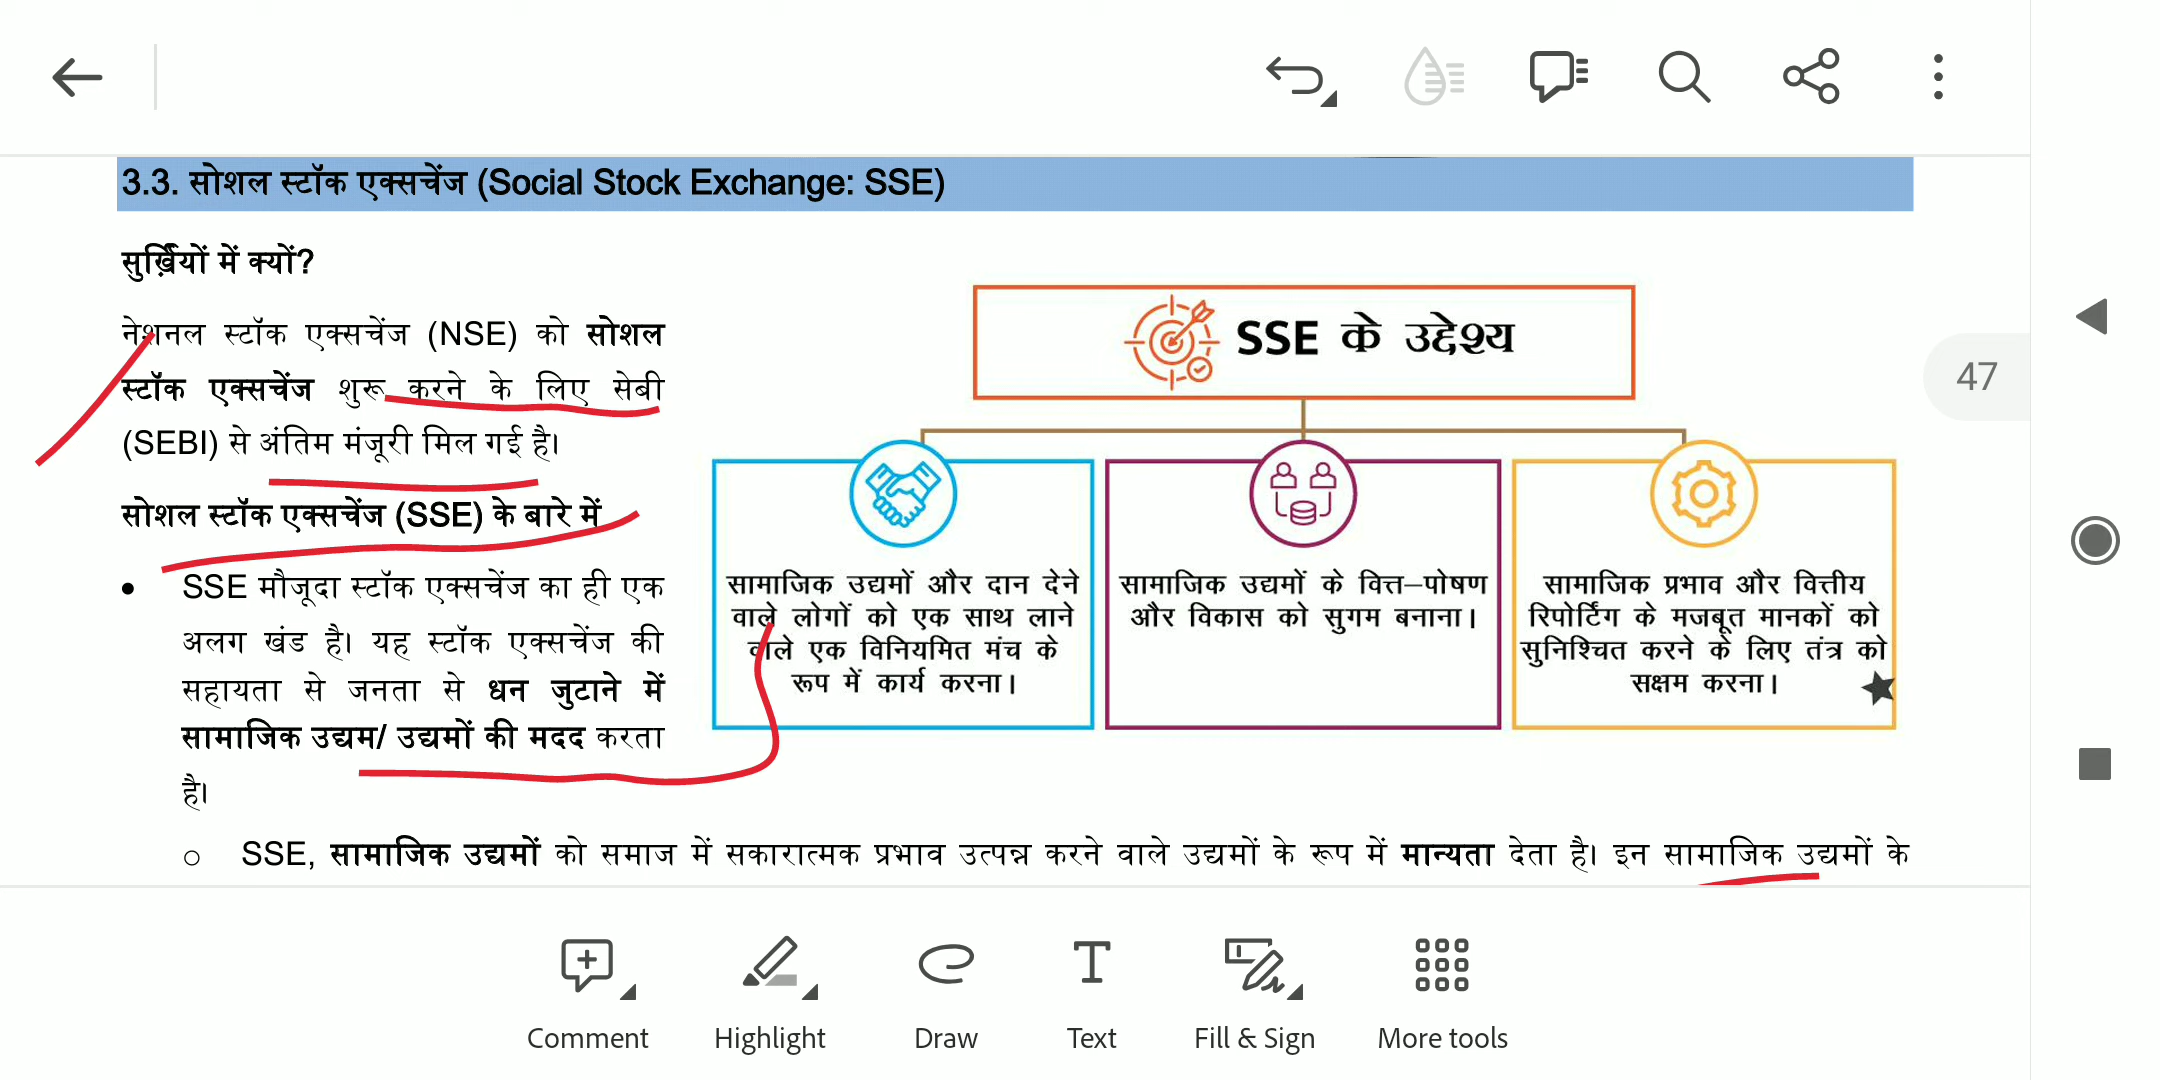 3.3. सोशल स्टॉक एक्सचेंज (Social Stock Exchange: SSE)
सुर्ख़ियों में क्यों?
नेशनल स्टॉक एक्सचेंज (NSE) को सोशल
स्टॉक एक्सचेंज शुरू करने के लिए सेबी
(SEBI) से अंतिम मंजूरी मिल गई है।
सोशल स्टॉक एक्सचेंज (SSE) के बारे में
• SSE मौजूदा स्टॉक एक्सचेंज का ही एक
अलग खंड है। यह स्टॉक एक्सचेंज की
सहायता से जनता से धन जुटाने में
सामाजिक उद्यम/ उद्यमों की मदद करता
है।
SSE के उद्देश्य
सामाजिक उद्यमों और दान देने
वाले लोगों को एक साथ लाने
वाले एक विनियमित मंच के
रूप में कार्य करना।
सामाजिक उद्यमों के वित्त–पोषण
और विकास को सुगम बनाना।
सामाजिक प्रभाव और वित्तीय
रिपोर्टिंग के मजबूत मानकों को
सुनिश्चित करने के लिए तंत्र को
सक्षम करना।
47
o SSE, सामाजिक उद्यमों को समाज में सकारात्मक प्रभाव उत्पन्न करने वाले उद्यमों के रूप में मान्यता देता है। इन सामाजिक उद्यमों के
Comment
Highlight
Draw
Text
Fill & Sign
More tools